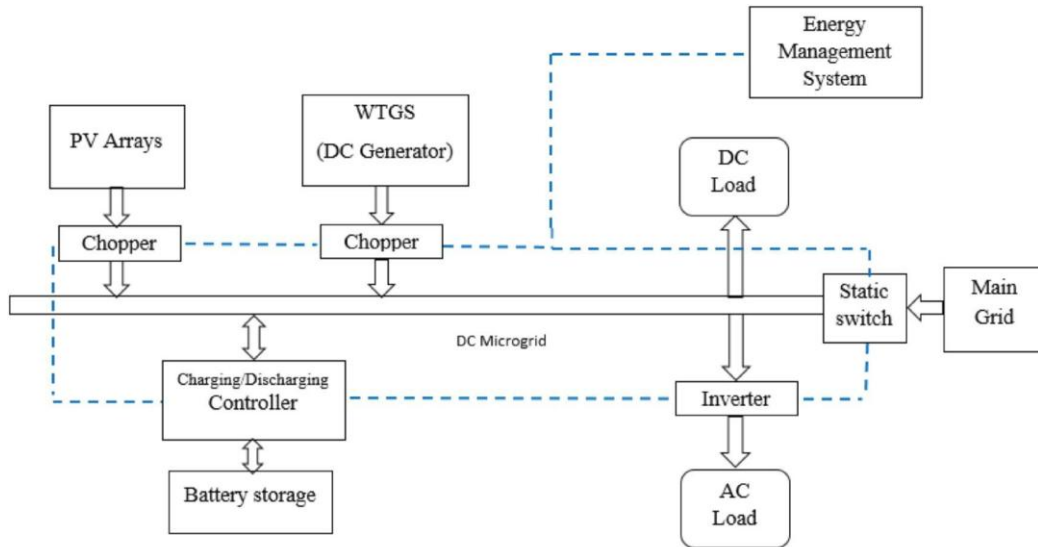 Energy
Management
System
WTGS
(DC Generator)
PV Arrays
DC
Load
Chopper
Chopper
Static
switch
Main
Grid
DC Microgrid
Charging/Discharging
Controller
Inverter
Battery storage
AC
Load